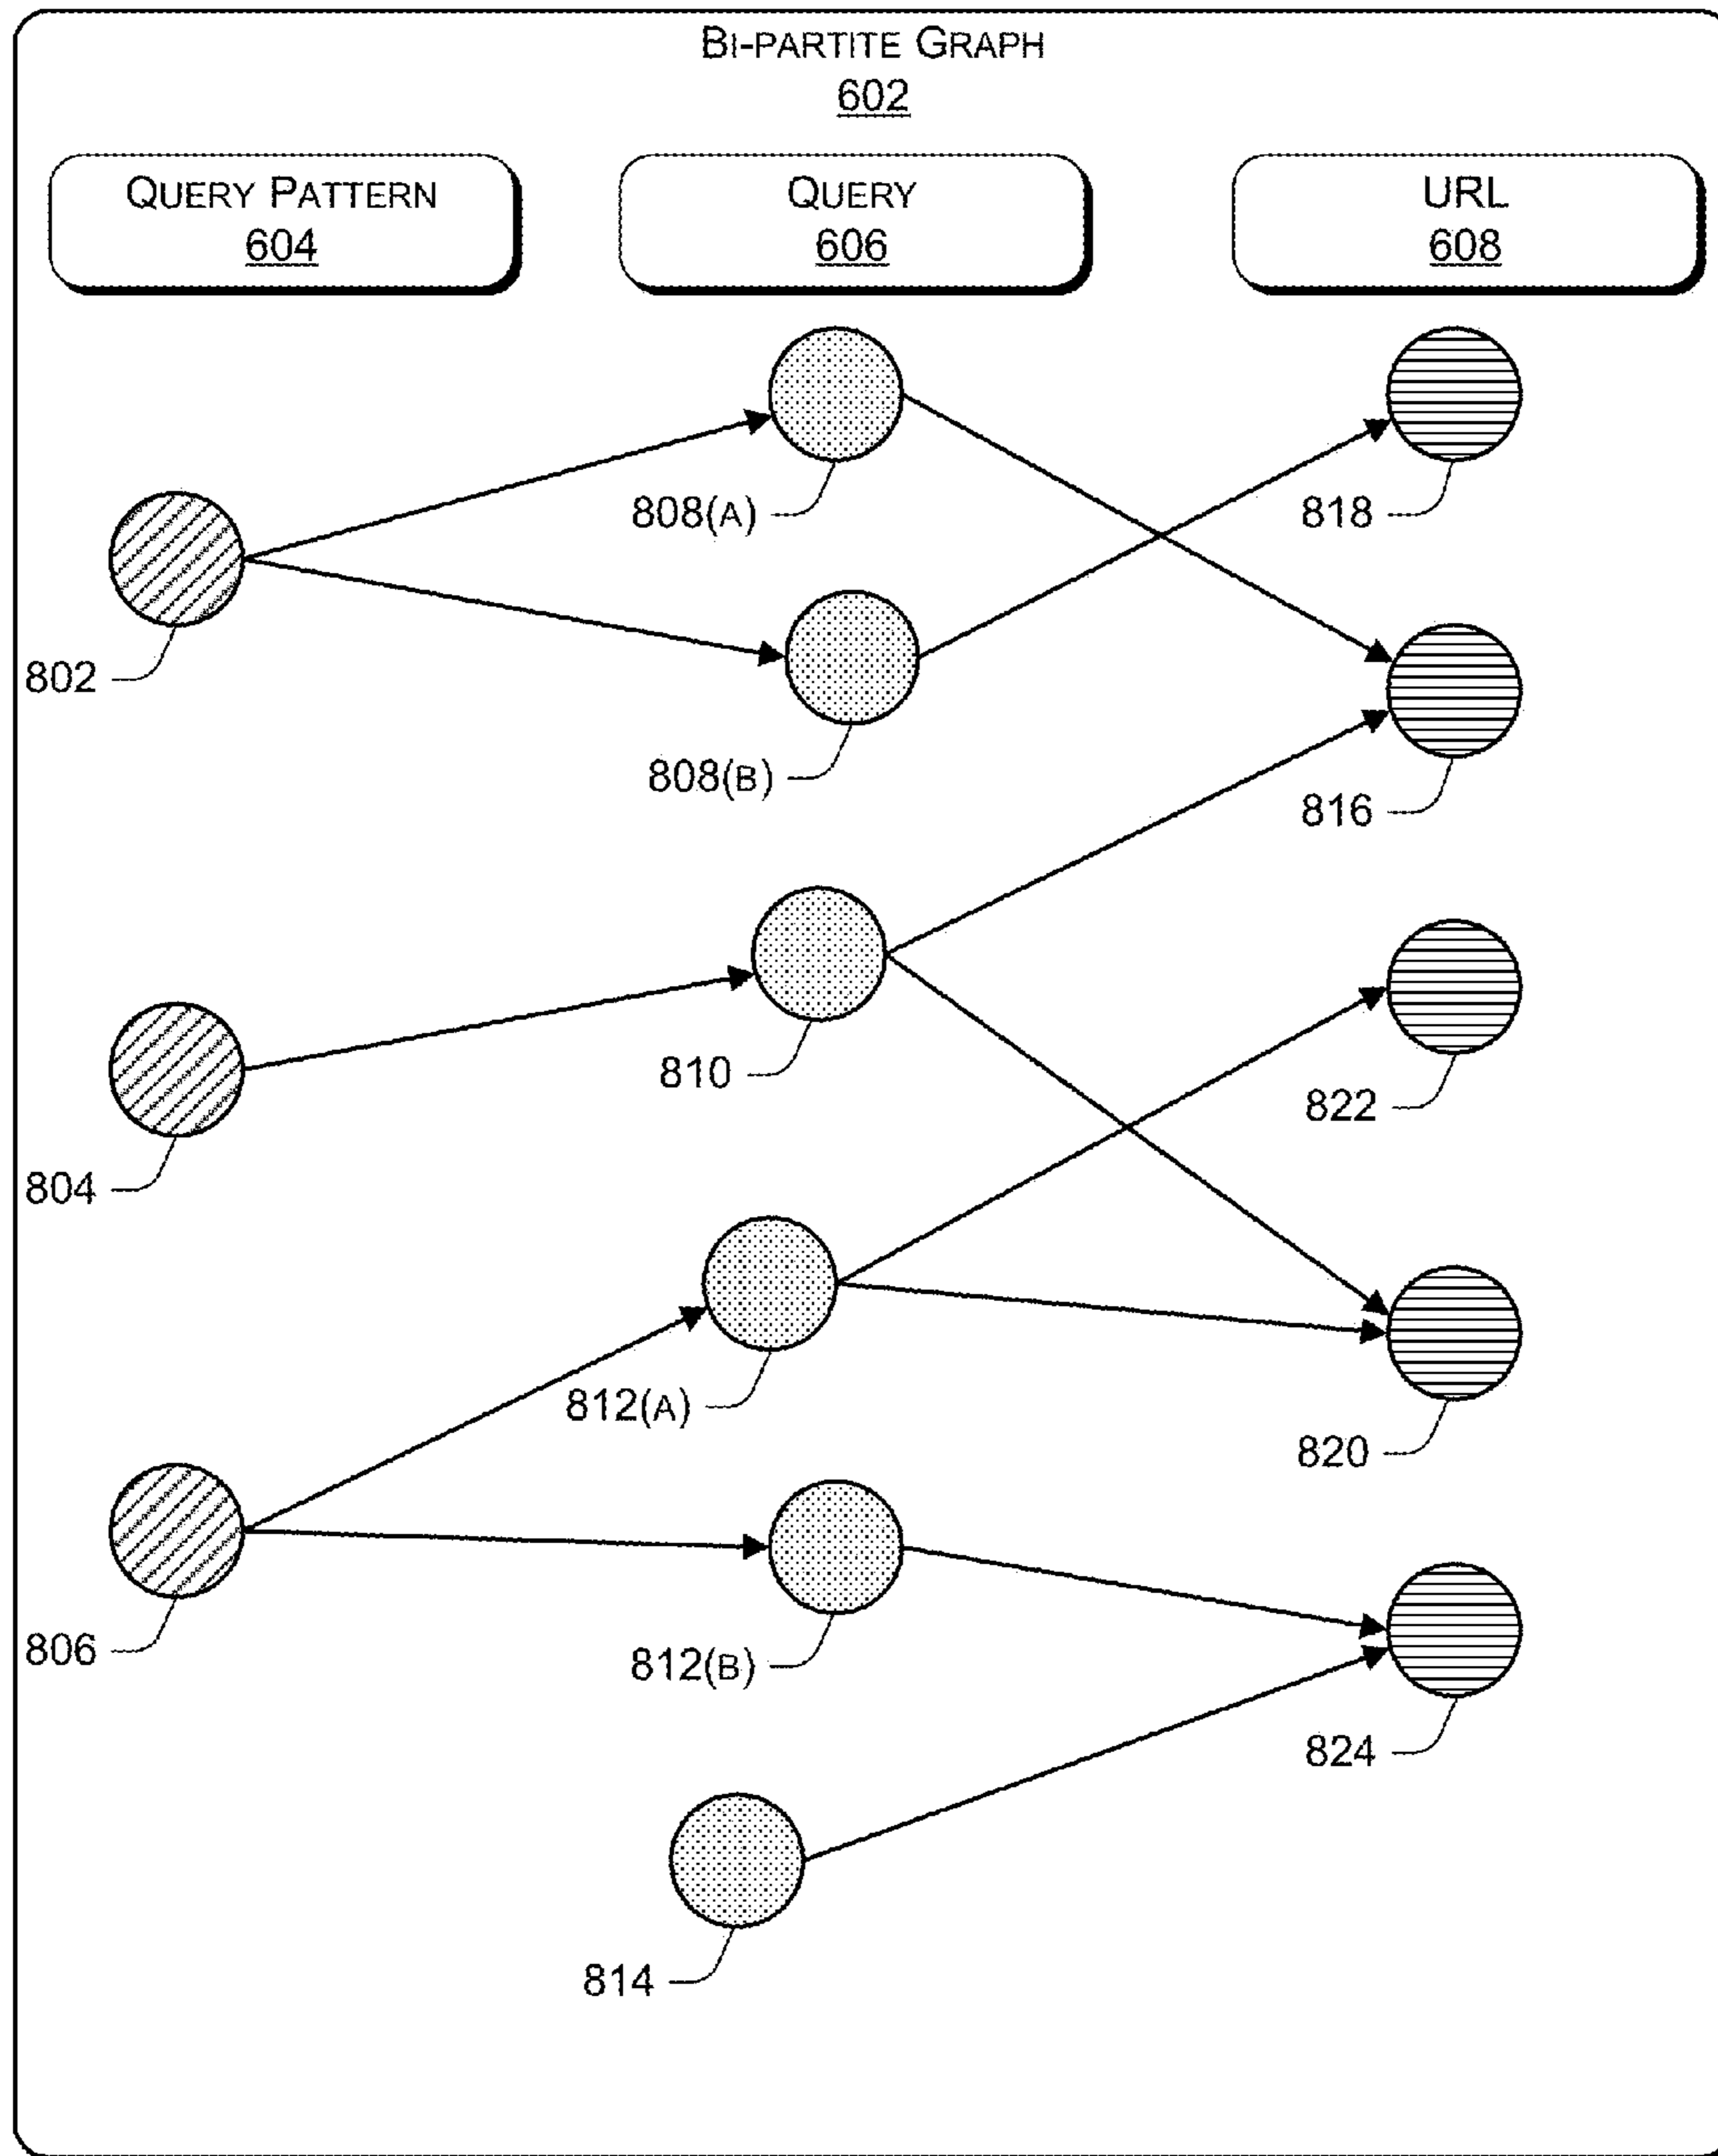 BI-PARTITE GRAPH
602
QUERY PATTERN
604
QUERY
606
URL
608
808(A)
818
802
808(B)
816
810
822
804
812(A)
820
806
812(B)
824
814